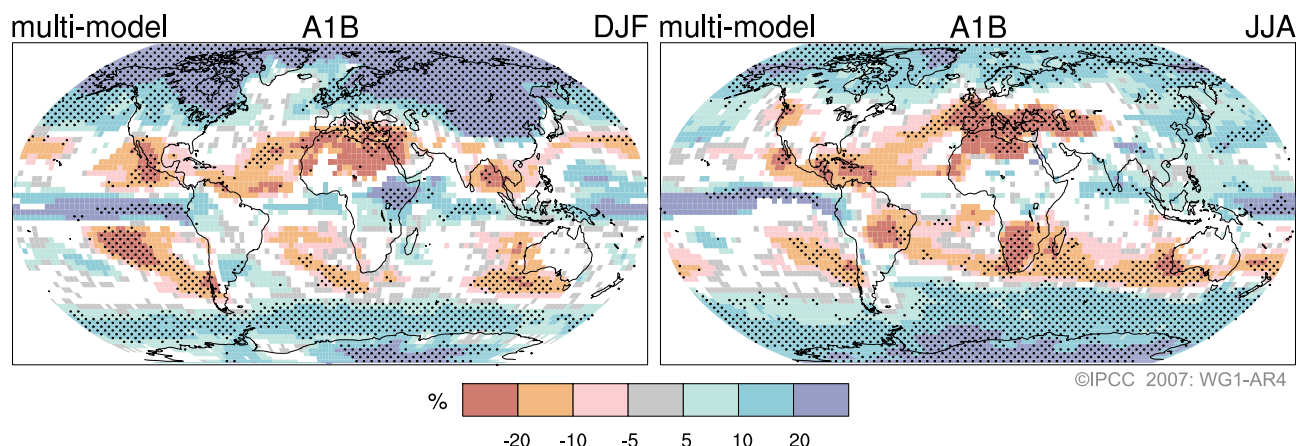 multi-model A1B DJF
multi-model A1B JJA
©IPCC 2007: WG1-AR4
%
-20 -10 -5 5 10 20